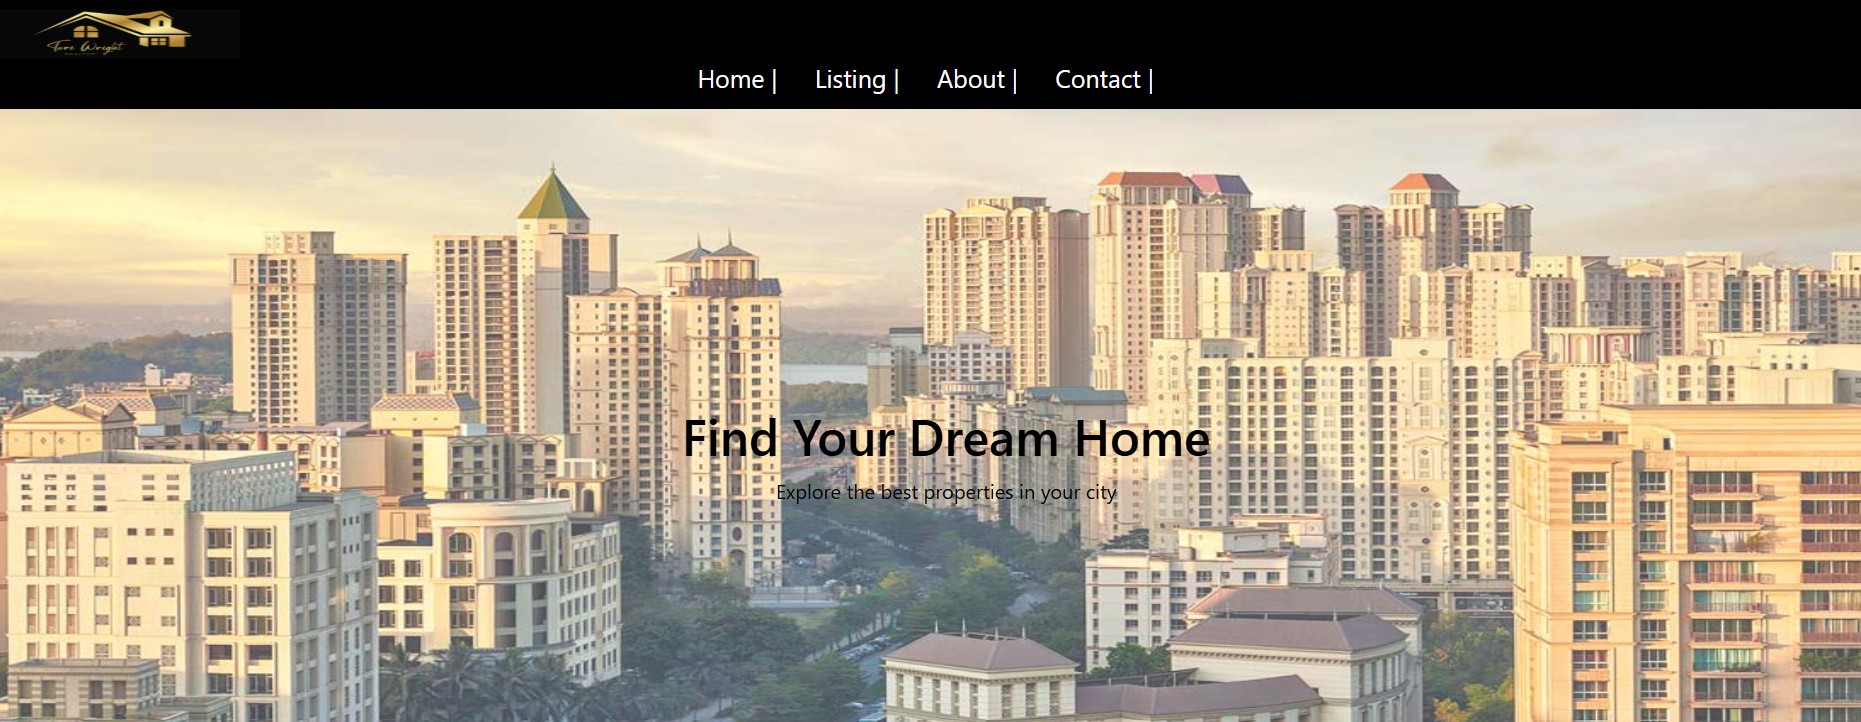 Tore Wright
Home | Listing | About | Contact |
Find Your Dream Home
Explore the best properties in your city